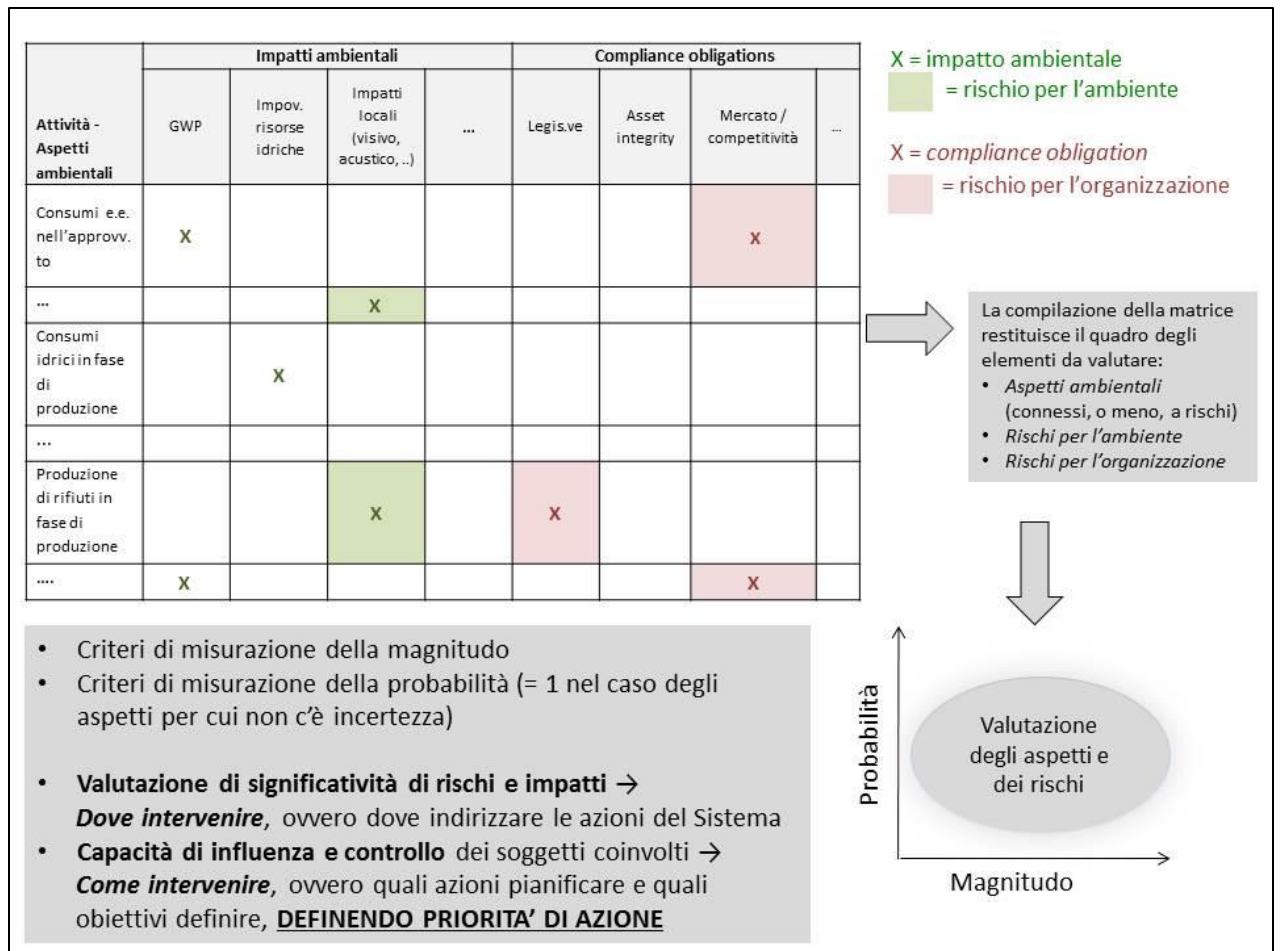 Impatti ambientali
Compliance obligations
Attività -
Aspetti
ambientali
GWP
Impov.
risorse
idriche
Impatti
locali
(visivo,
acustico, ..)
...
Legis.ve
Asset
integrity
Mercato /
competitività
...
Consumi e.e.
nell'approvv.
to
X
X
...
X
Consumi
idrici in fase
di
produzione
X
...
Produzione
di rifiuti in
fase di
produzione
X
X
....
X
X
X = impatto ambientale
= rischio per l'ambiente
X = compliance obligation
= rischio per l'organizzazione
La compilazione della matrice
restituisce il quadro degli
elementi da valutare:
• Aspetti ambientali
(connessi, o meno, a rischi)
• Rischi per l'ambiente
• Rischi per l'organizzazione
• Criteri di misurazione della magnitudo
• Criteri di misurazione della probabilità (= 1 nel caso degli
aspetti per cui non c'è incertezza)
• Valutazione di significatività di rischi e impatti →
Dove intervenire, ovvero dove indirizzare le azioni del Sistema
• Capacità di influenza e controllo dei soggetti coinvolti →
Come intervenire, ovvero quali azioni pianificare e quali
obiettivi definire, DEFINENDO PRIORITA' DI AZIONE
Probabilità
Valutazione
degli aspetti e
dei rischi
Magnitudo